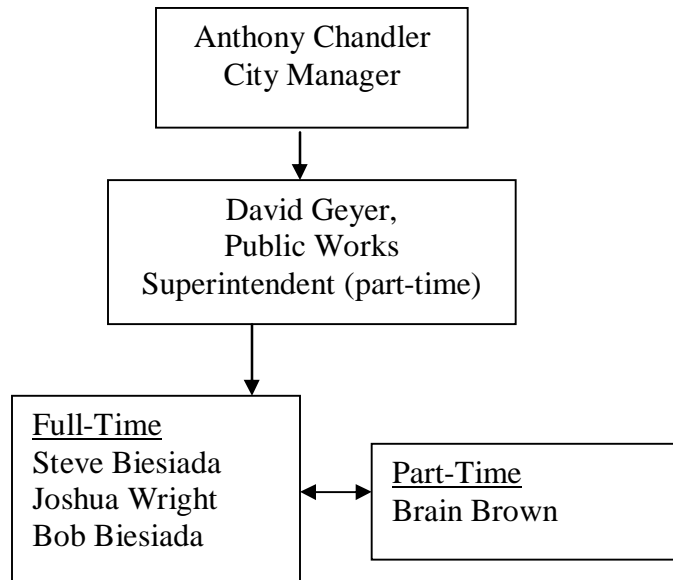 Anthony Chandler
City Manager
David Geyer,
Public Works
Superintendent (part-time)
Full-Time
Steve Biesiada
Joshua Wright
Bob Biesiada
Part-Time
Brain Brown